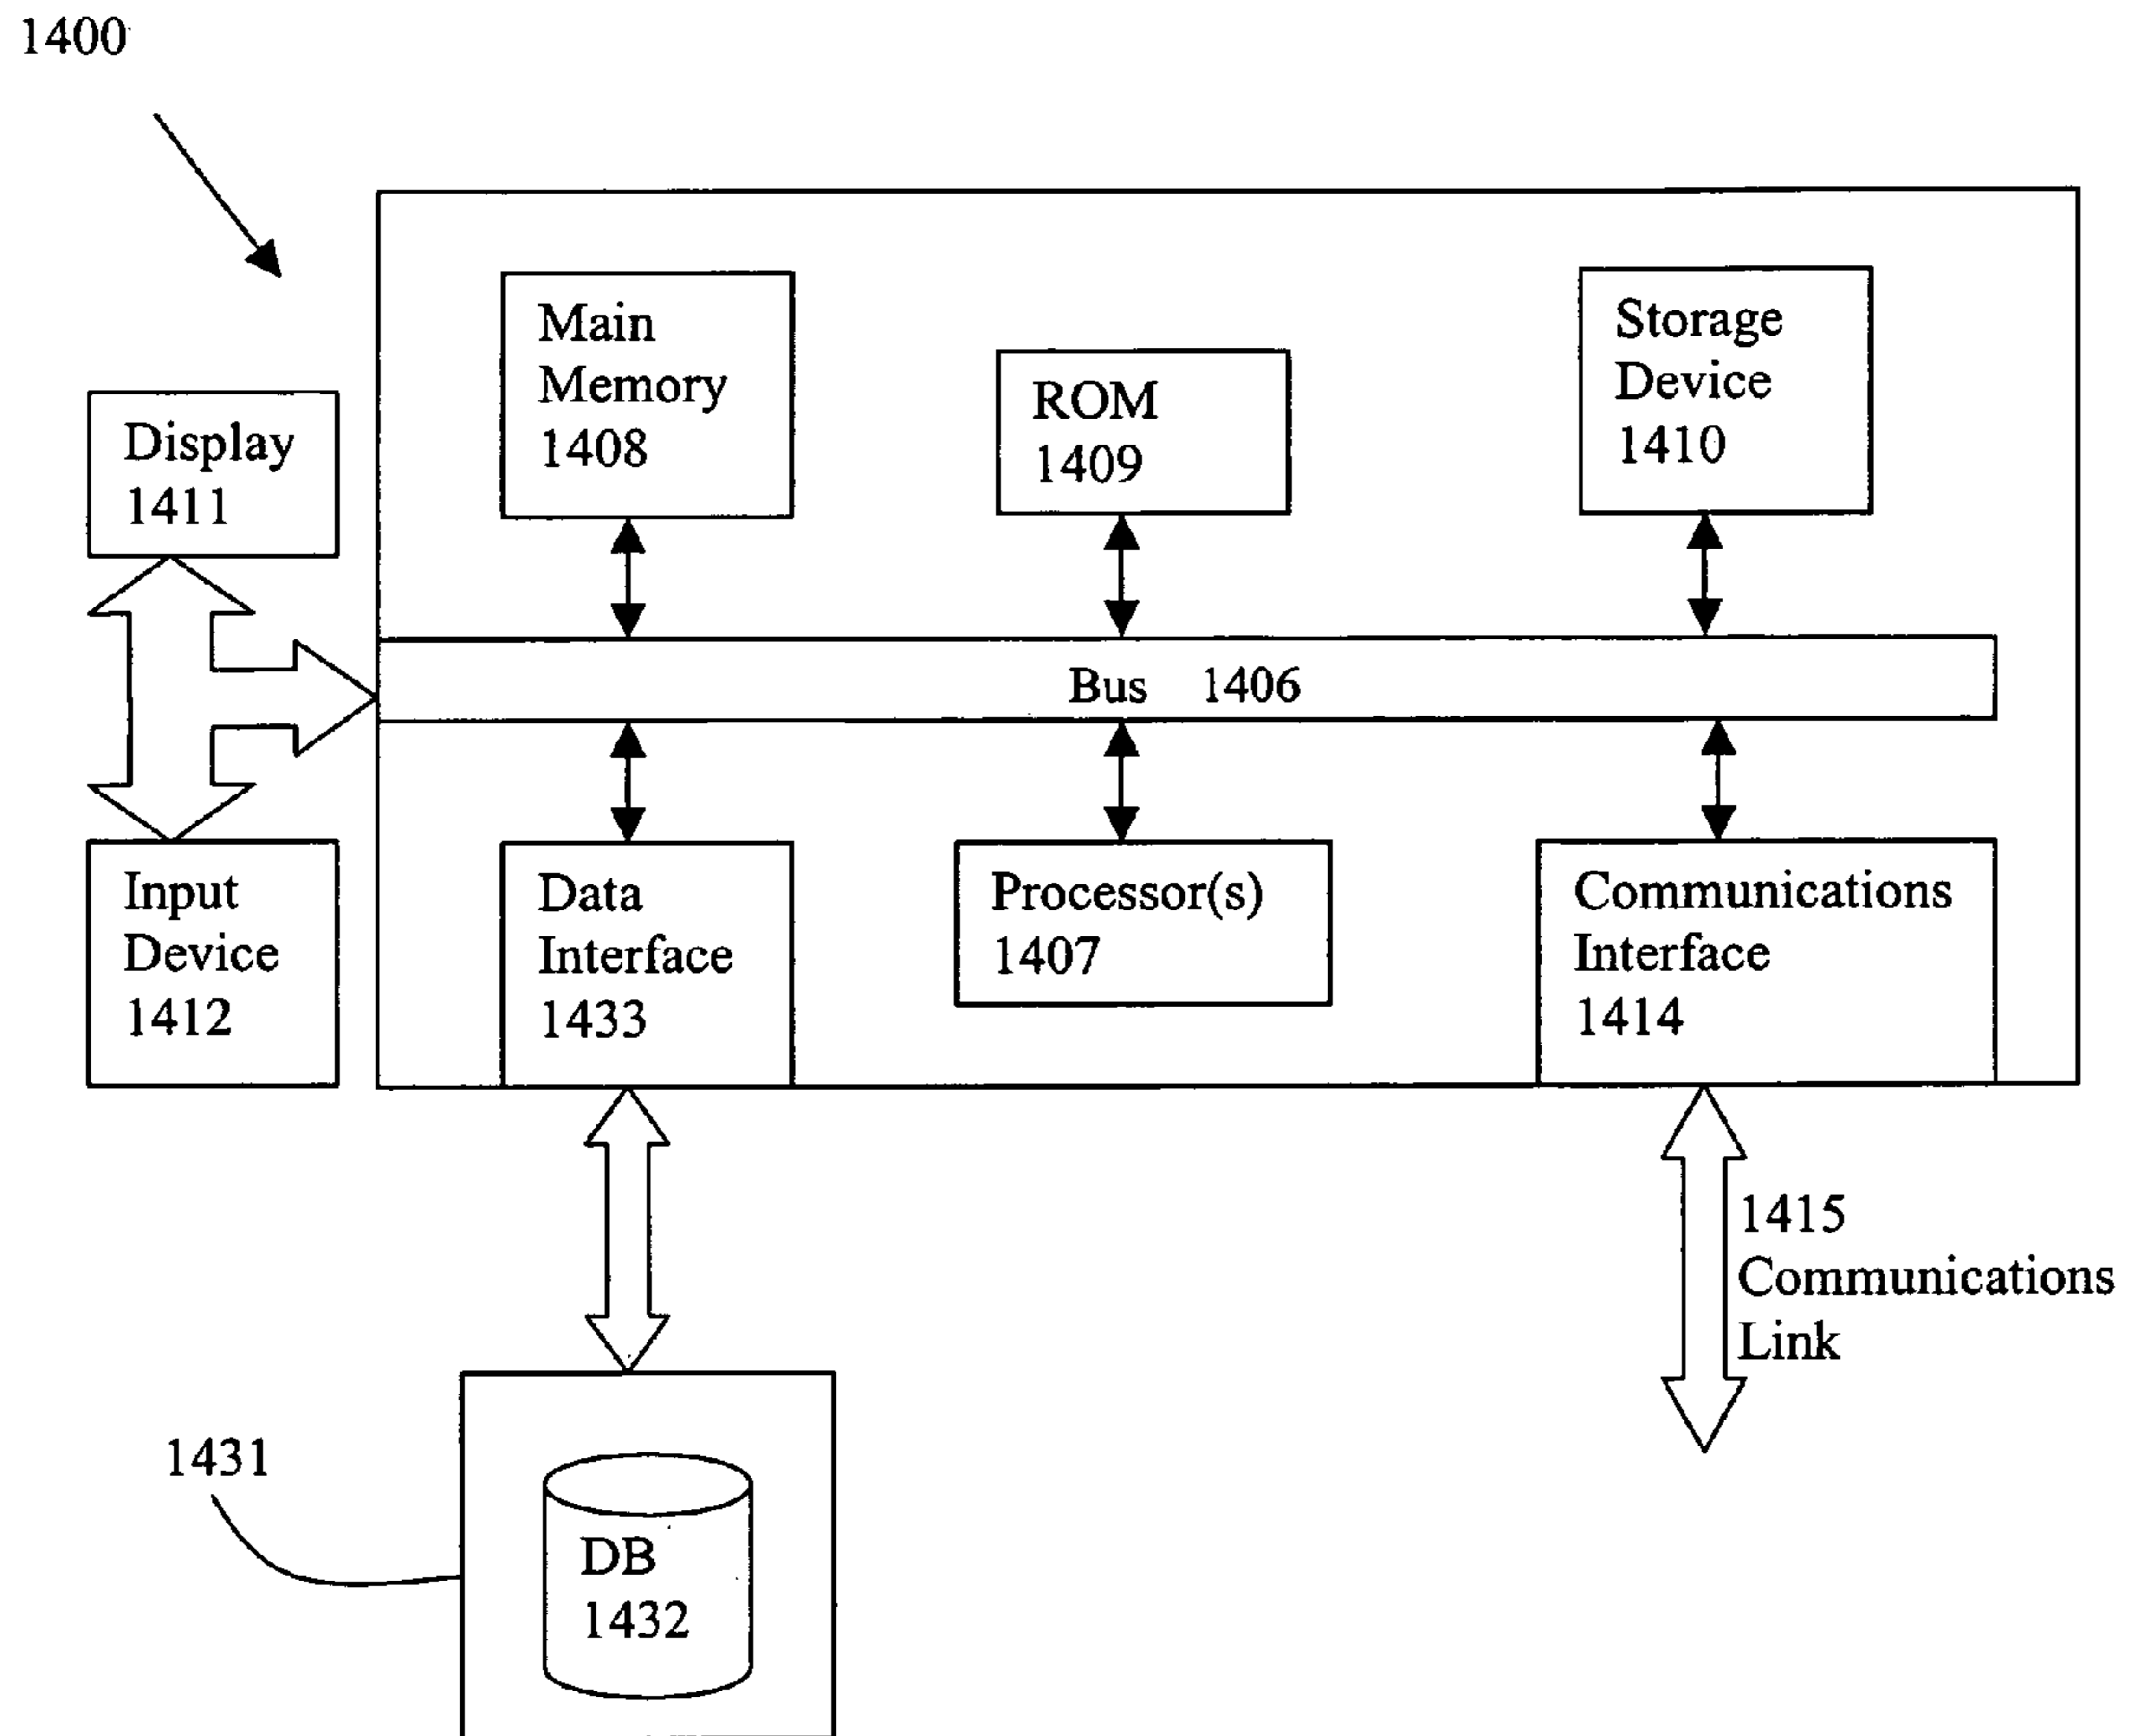 1400
Main
Memory
1408
ROM
1409
Storage
Device
1410
Display
1411
Bus 1406
Input
Device
1412
Data
Interface
1433
Processor(s)
1407
Communications
Interface
1414
1415
Communications
Link
1431
DB
1432